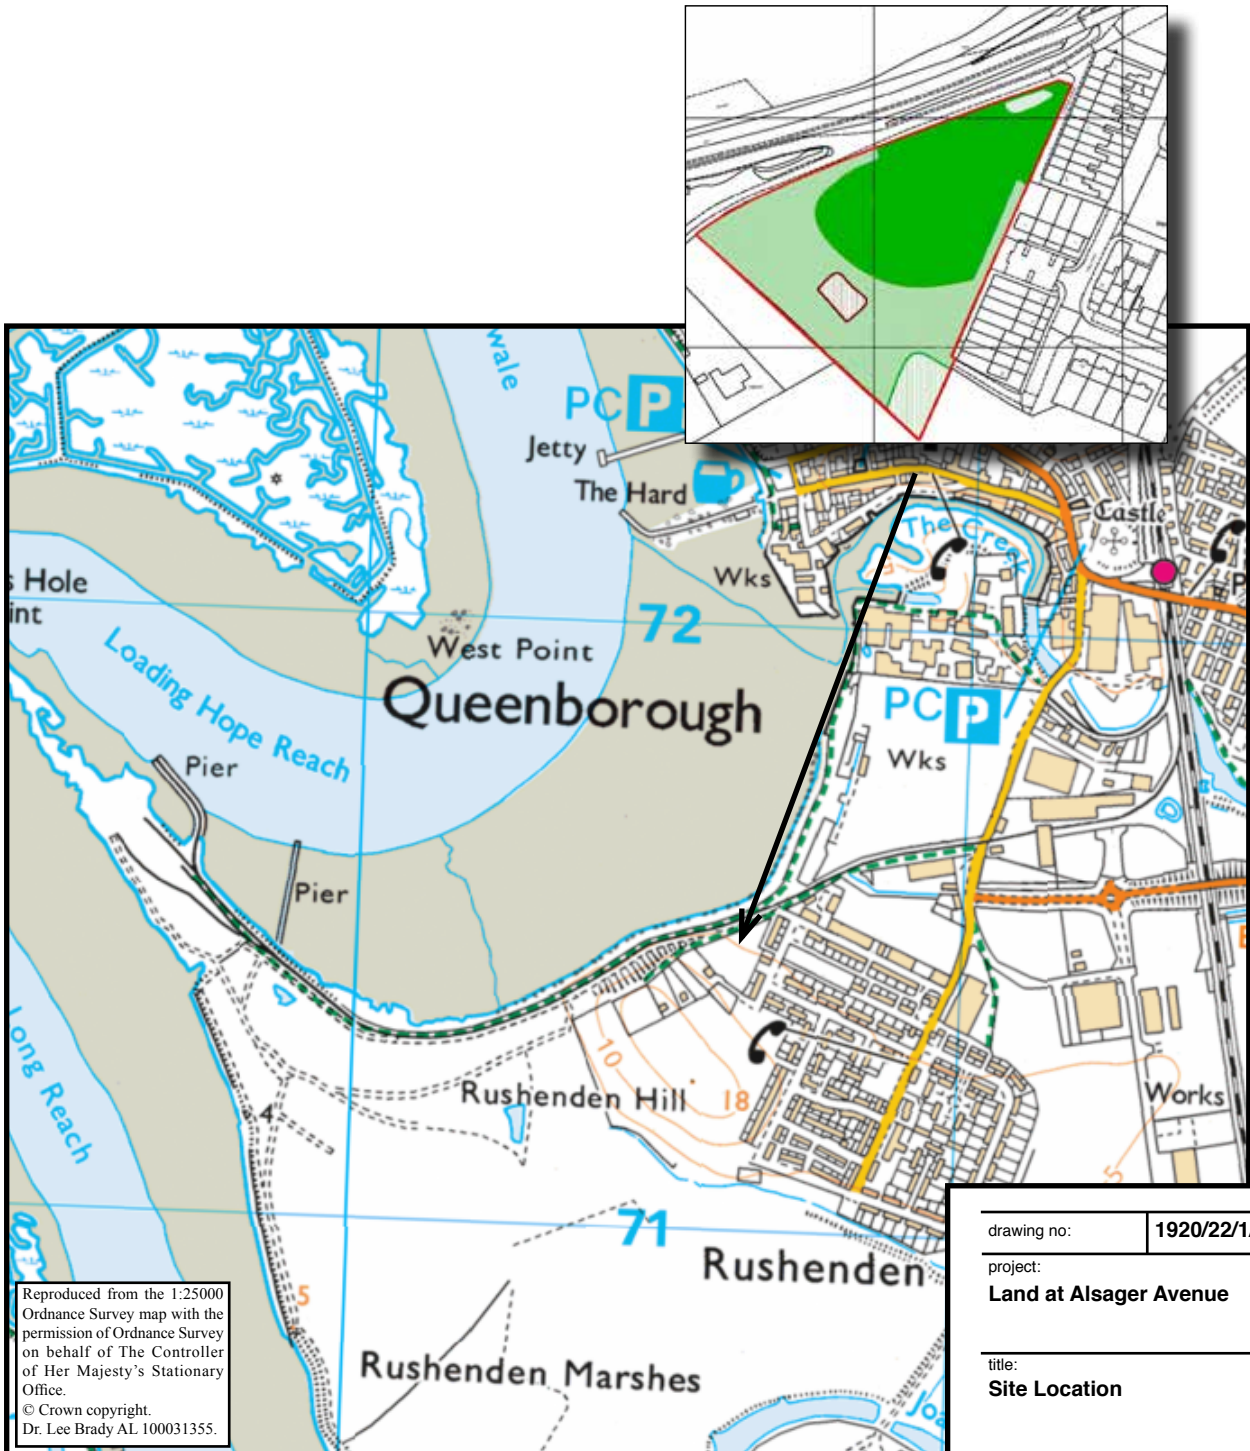 wale
PC P
Jetty
The Hard
The Creek
Castle
s Hole
int
Wks
72
West Point
Loading Hope Reach
Queenborough
PC P
Wks
Pier
Pier
Long Reach
10
Rushenden Hill 18
4
Works
5
71
Rushenden
5
Rushenden Marshes
Reproduced from the 1:25000
Ordnance Survey map with the
permission of Ordnance Survey
on behalf of The Controller
of Her Majesty's Stationary
Office.
© Crown copyright.
Dr. Lee Brady AL 100031355.
drawing no: 1920/22/1
project:
Land at Alsager Avenue
title:
Site Location